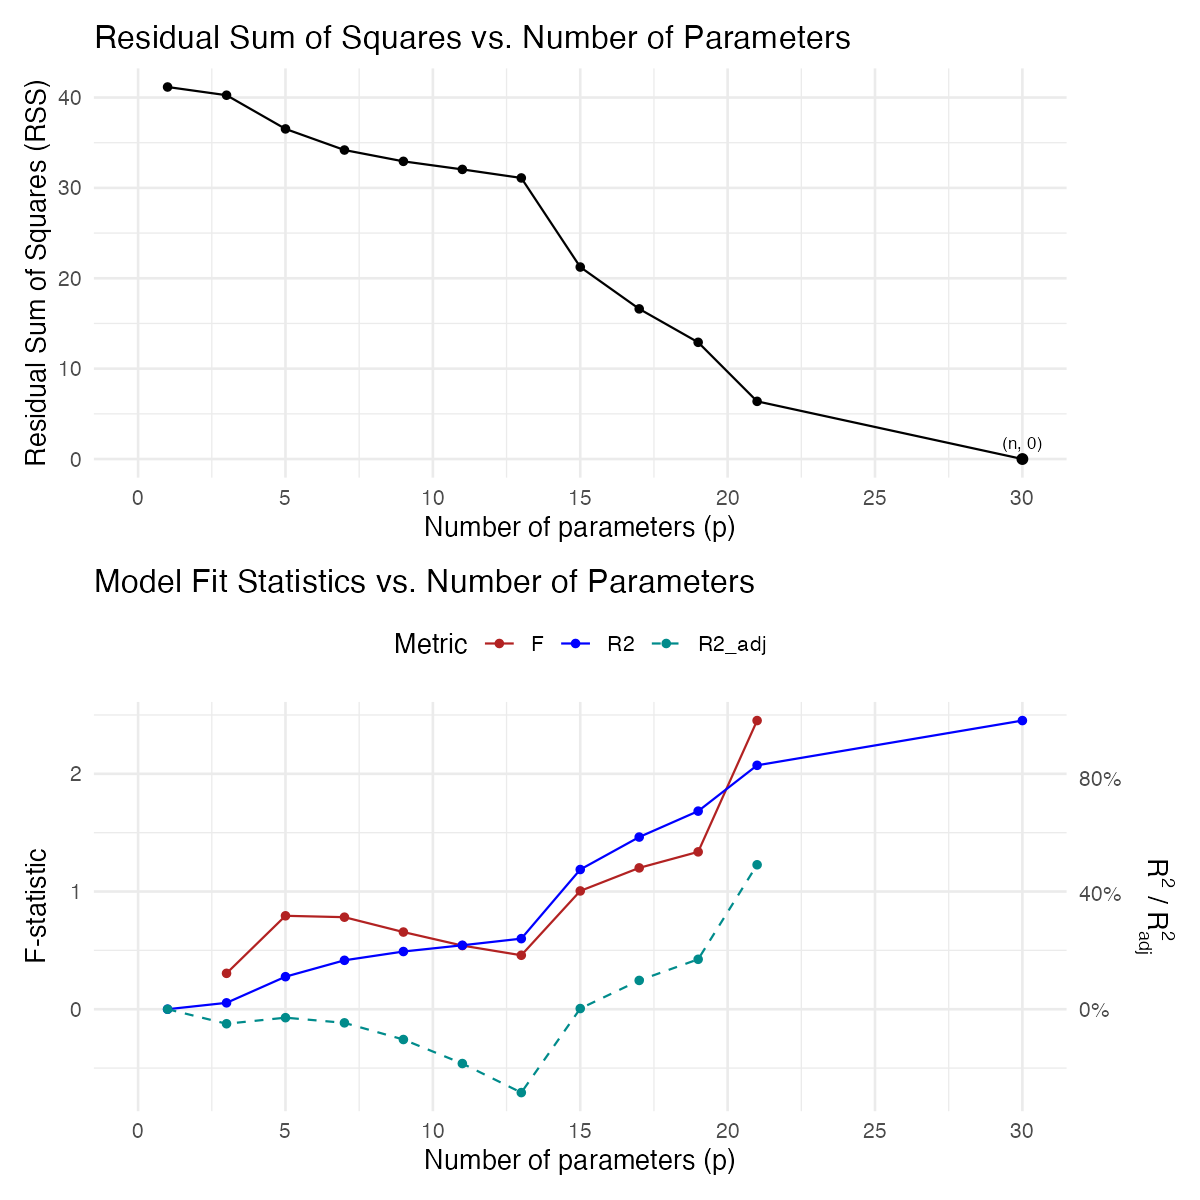 Residual Sum of Squares vs. Number of Parameters
Residual Sum of Squares (RSS)
40
30
20
10
0
(n, 0)
0 5 10 15 20 25 30
Number of parameters (p)
Model Fit Statistics vs. Number of Parameters
Metric F R2 R2_adj
F-statistic
2
1
0
80%
40%
0%
R² / R²adj
0 5 10 15 20 25 30
Number of parameters (p)